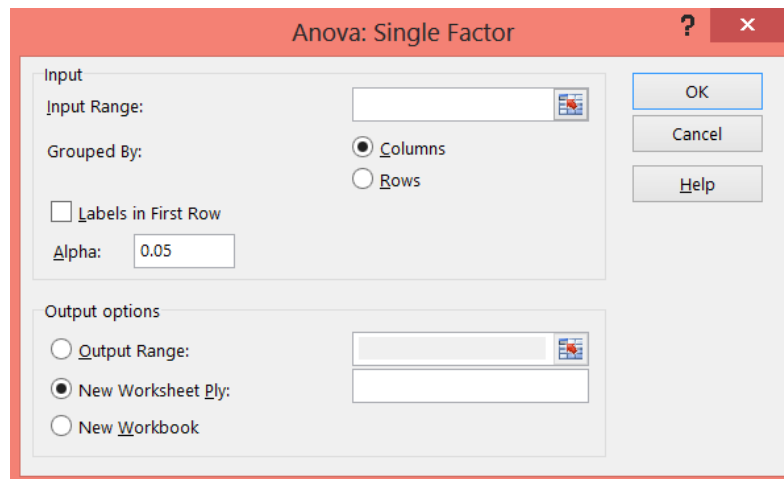 Anova: Single Factor
?
×
Input
Input Range:
Grouped By:
Columns
Rows
Labels in First Row
Alpha:
0.05
OK
Cancel
Help
Output options
Output Range:
New Worksheet Ply:
New Workbook